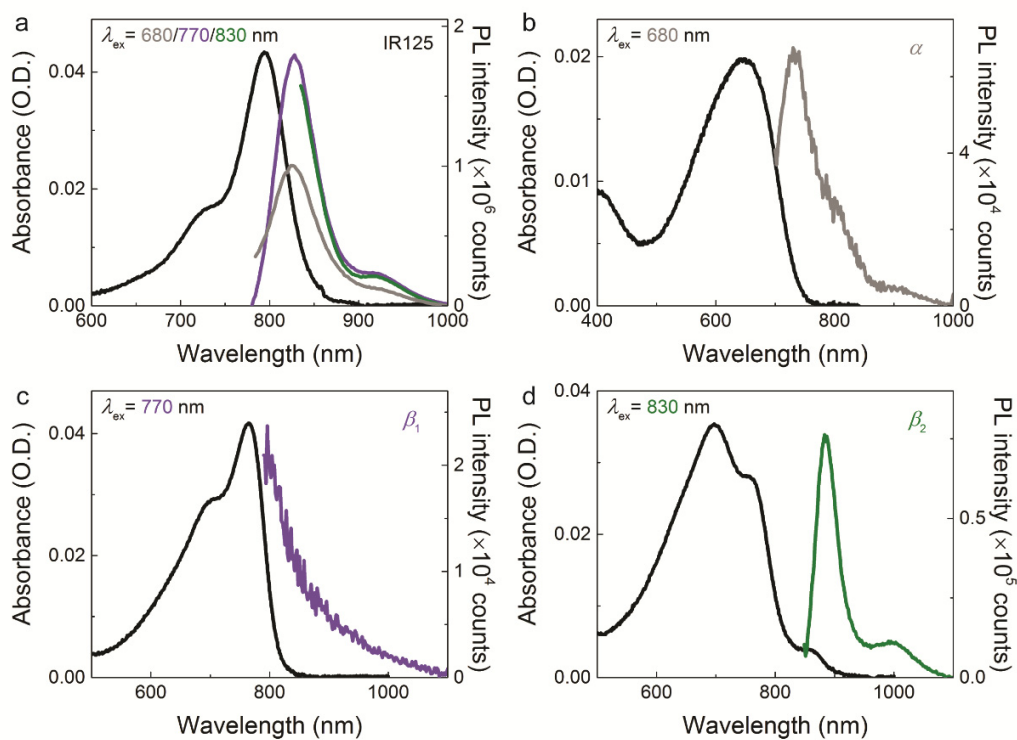 a
λex= 680/770/830 nm
IR125
Absorbance (O.D.)
0.04
0.02
0.00
600 700 800 900 1000
Wavelength (nm)
2
1
0
PL intensity (×10⁶ counts)
b
λex= 680 nm
α
Absorbance (O.D.)
0.02
0.01
0.00
400 600 800 1000
Wavelength (nm)
4
0
PL intensity (×10⁴ counts)
c
λex= 770 nm
β₁
Absorbance (O.D.)
0.04
0.02
0.00
600 800 1000
Wavelength (nm)
2
1
0
PL intensity (×10⁴ counts)
d
λex= 830 nm
β₂
Absorbance (O.D.)
0.04
0.03
0.02
0.01
0.00
600 800 1000
Wavelength (nm)
0.5
0.0
PL intensity (×10⁵ counts)